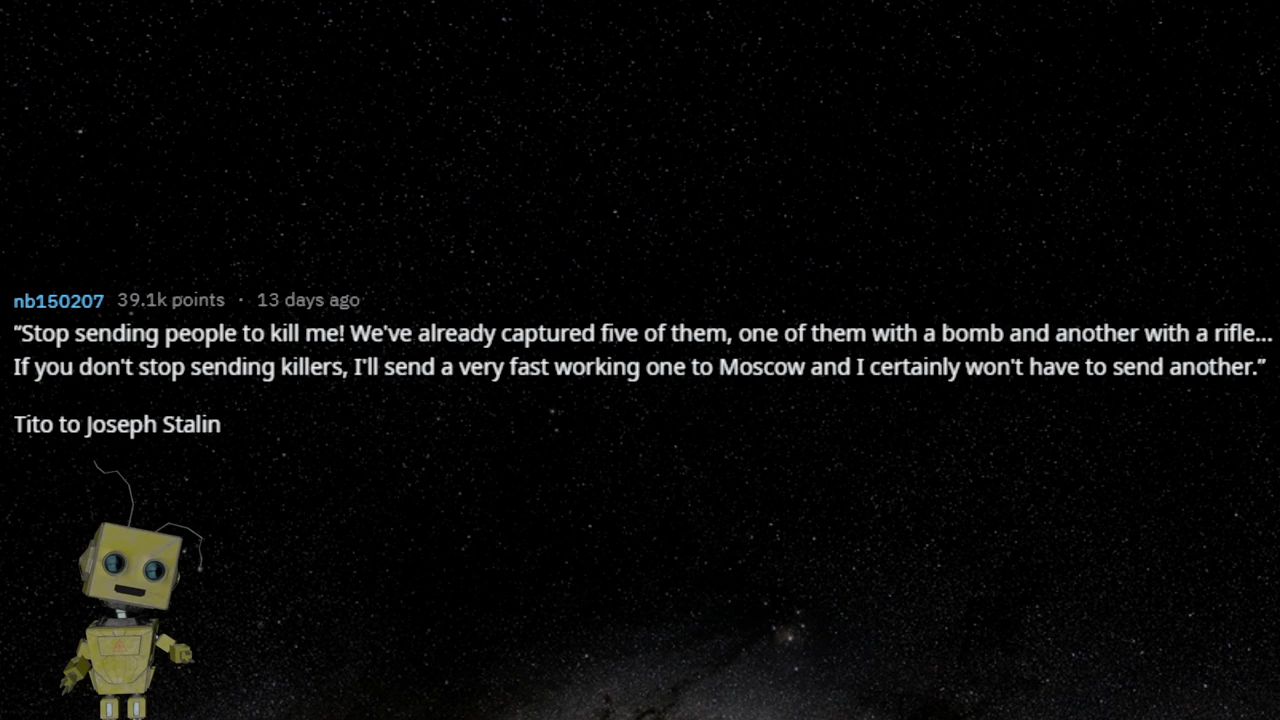 nb150207 39.1k points · 13 days ago
“Stop sending people to kill me! We've already captured five of them, one of them with a bomb and another with a rifle...
If you don't stop sending killers, I'll send a very fast working one to Moscow and I certainly won't have to send another.”
Tito to Joseph Stalin